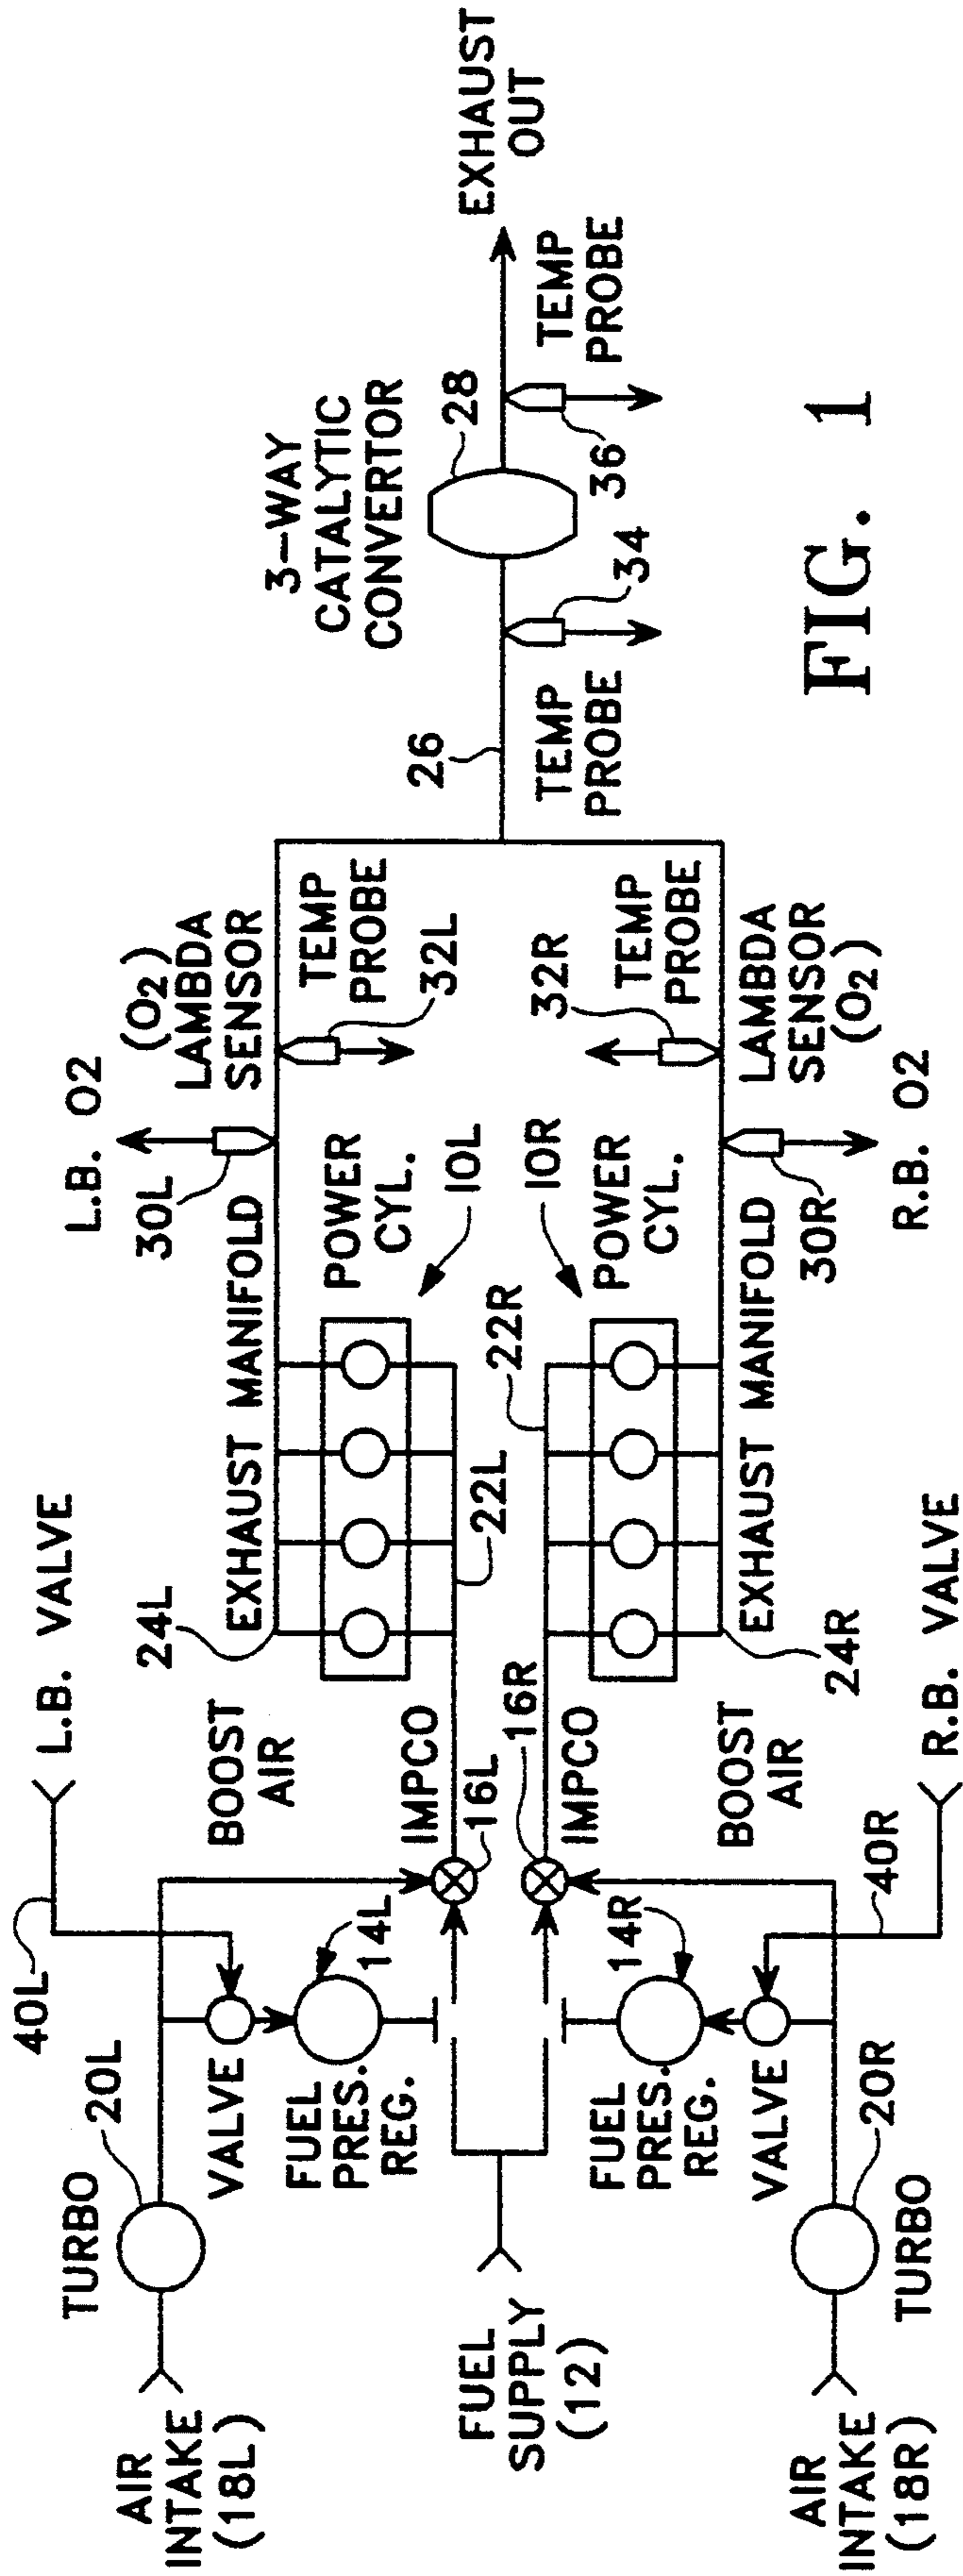 AIR
INTAKE
(18L)
TURBO
20L
40L
L.B. VALVE
VALVE
FUEL
PRES.
REG.
14L
BOOST
AIR
IMPCO
16L
24L
EXHAUST MANIFOLD
POWER
CYL.
10L
22L
L.B. O2
30L
(O2)
LAMBDA
SENSOR
TEMP
PROBE
32L
FUEL
SUPPLY
(12)
26
3-WAY
CATALYTIC
CONVERTOR
28
TEMP
PROBE
34
36
TEMP
PROBE
EXHAUST
OUT
AIR
INTAKE
(18R)
TURBO
20R
40R
R.B. VALVE
VALVE
FUEL
PRES.
REG.
14R
BOOST
AIR
IMPCO
16R
24R
EXHAUST MANIFOLD
POWER
CYL.
10R
22R
R.B. O2
30R
LAMBDA
SENSOR
(O2)
TEMP
PROBE
32R
FIG. 1